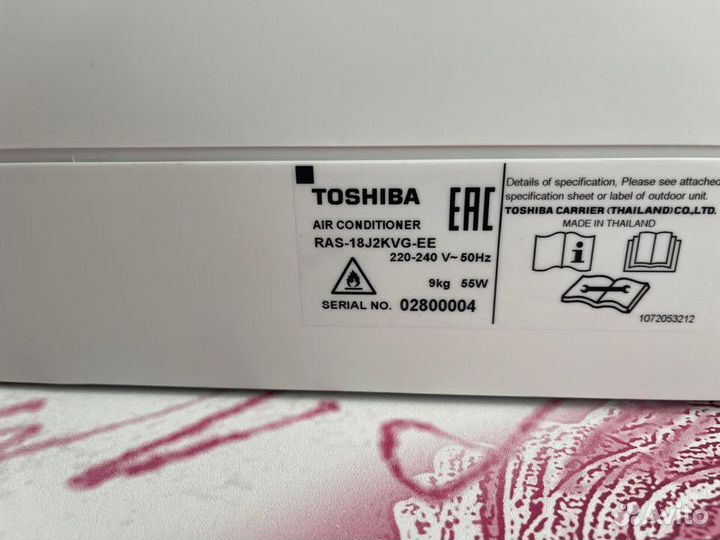 TOSHIBA
EAC
AIR CONDITIONER
RAS-18J2KVG-EE
220-240 V~50Hz
9kg 55W
SERIAL NO. 02800004
Details of specification, Please see attached
specification sheet or label of outdoor unit.
TOSHIBA CARRIER (THAILAND) CO.,LTD.
MADE IN THAILAND
i
1072053212
Avito